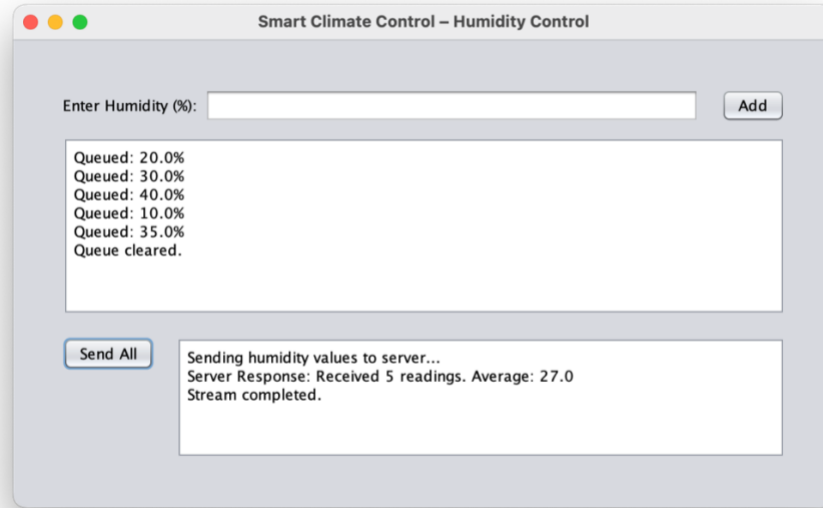 Smart Climate Control – Humidity Control
Enter Humidity (%):
Add
Queued: 20.0%
Queued: 30.0%
Queued: 40.0%
Queued: 10.0%
Queued: 35.0%
Queue cleared.
Send All
Sending humidity values to server...
Server Response: Received 5 readings. Average: 27.0
Stream completed.